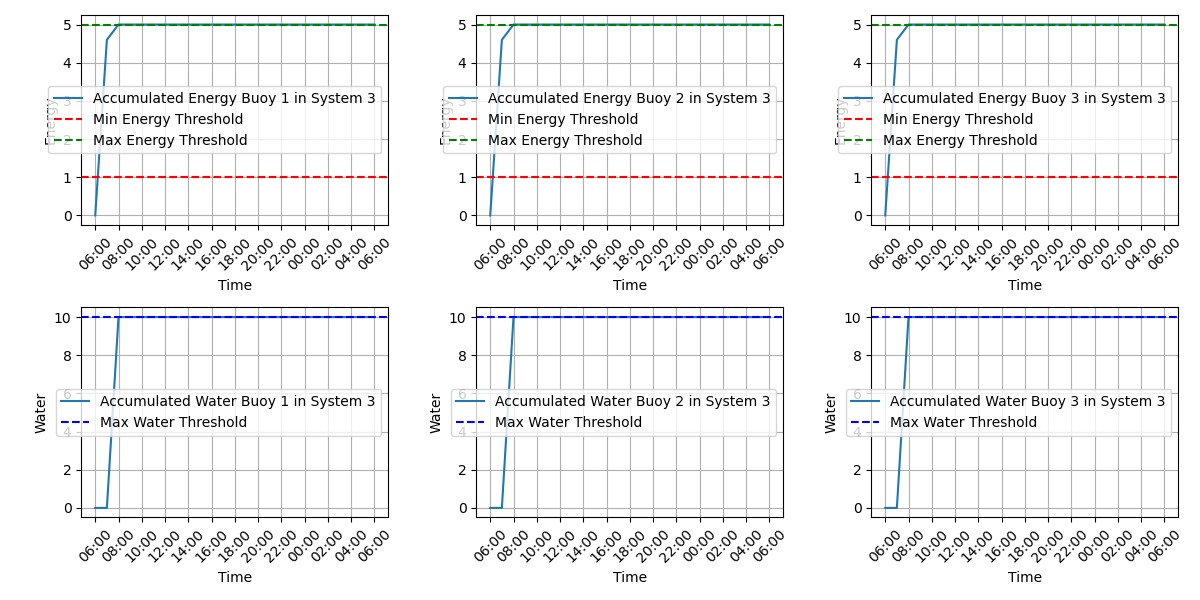 5
4
3
2
1
0
Energy
Accumulated Energy Buoy 1 in System 3
Min Energy Threshold
Max Energy Threshold
06:00 08:00 10:00 12:00 14:00 16:00 18:00 20:00 22:00 00:00 02:00 04:00 06:00
Time
5
4
3
2
1
0
Energy
Accumulated Energy Buoy 2 in System 3
Min Energy Threshold
Max Energy Threshold
06:00 08:00 10:00 12:00 14:00 16:00 18:00 20:00 22:00 00:00 02:00 04:00 06:00
Time
5
4
3
2
1
0
Energy
Accumulated Energy Buoy 3 in System 3
Min Energy Threshold
Max Energy Threshold
06:00 08:00 10:00 12:00 14:00 16:00 18:00 20:00 22:00 00:00 02:00 04:00 06:00
Time
10
8
6
4
2
0
Water
Accumulated Water Buoy 1 in System 3
Max Water Threshold
06:00 08:00 10:00 12:00 14:00 16:00 18:00 20:00 22:00 00:00 02:00 04:00 06:00
Time
10
8
6
4
2
0
Water
Accumulated Water Buoy 2 in System 3
Max Water Threshold
06:00 08:00 10:00 12:00 14:00 16:00 18:00 20:00 22:00 00:00 02:00 04:00 06:00
Time
10
8
6
4
2
0
Water
Accumulated Water Buoy 3 in System 3
Max Water Threshold
06:00 08:00 10:00 12:00 14:00 16:00 18:00 20:00 22:00 00:00 02:00 04:00 06:00
Time